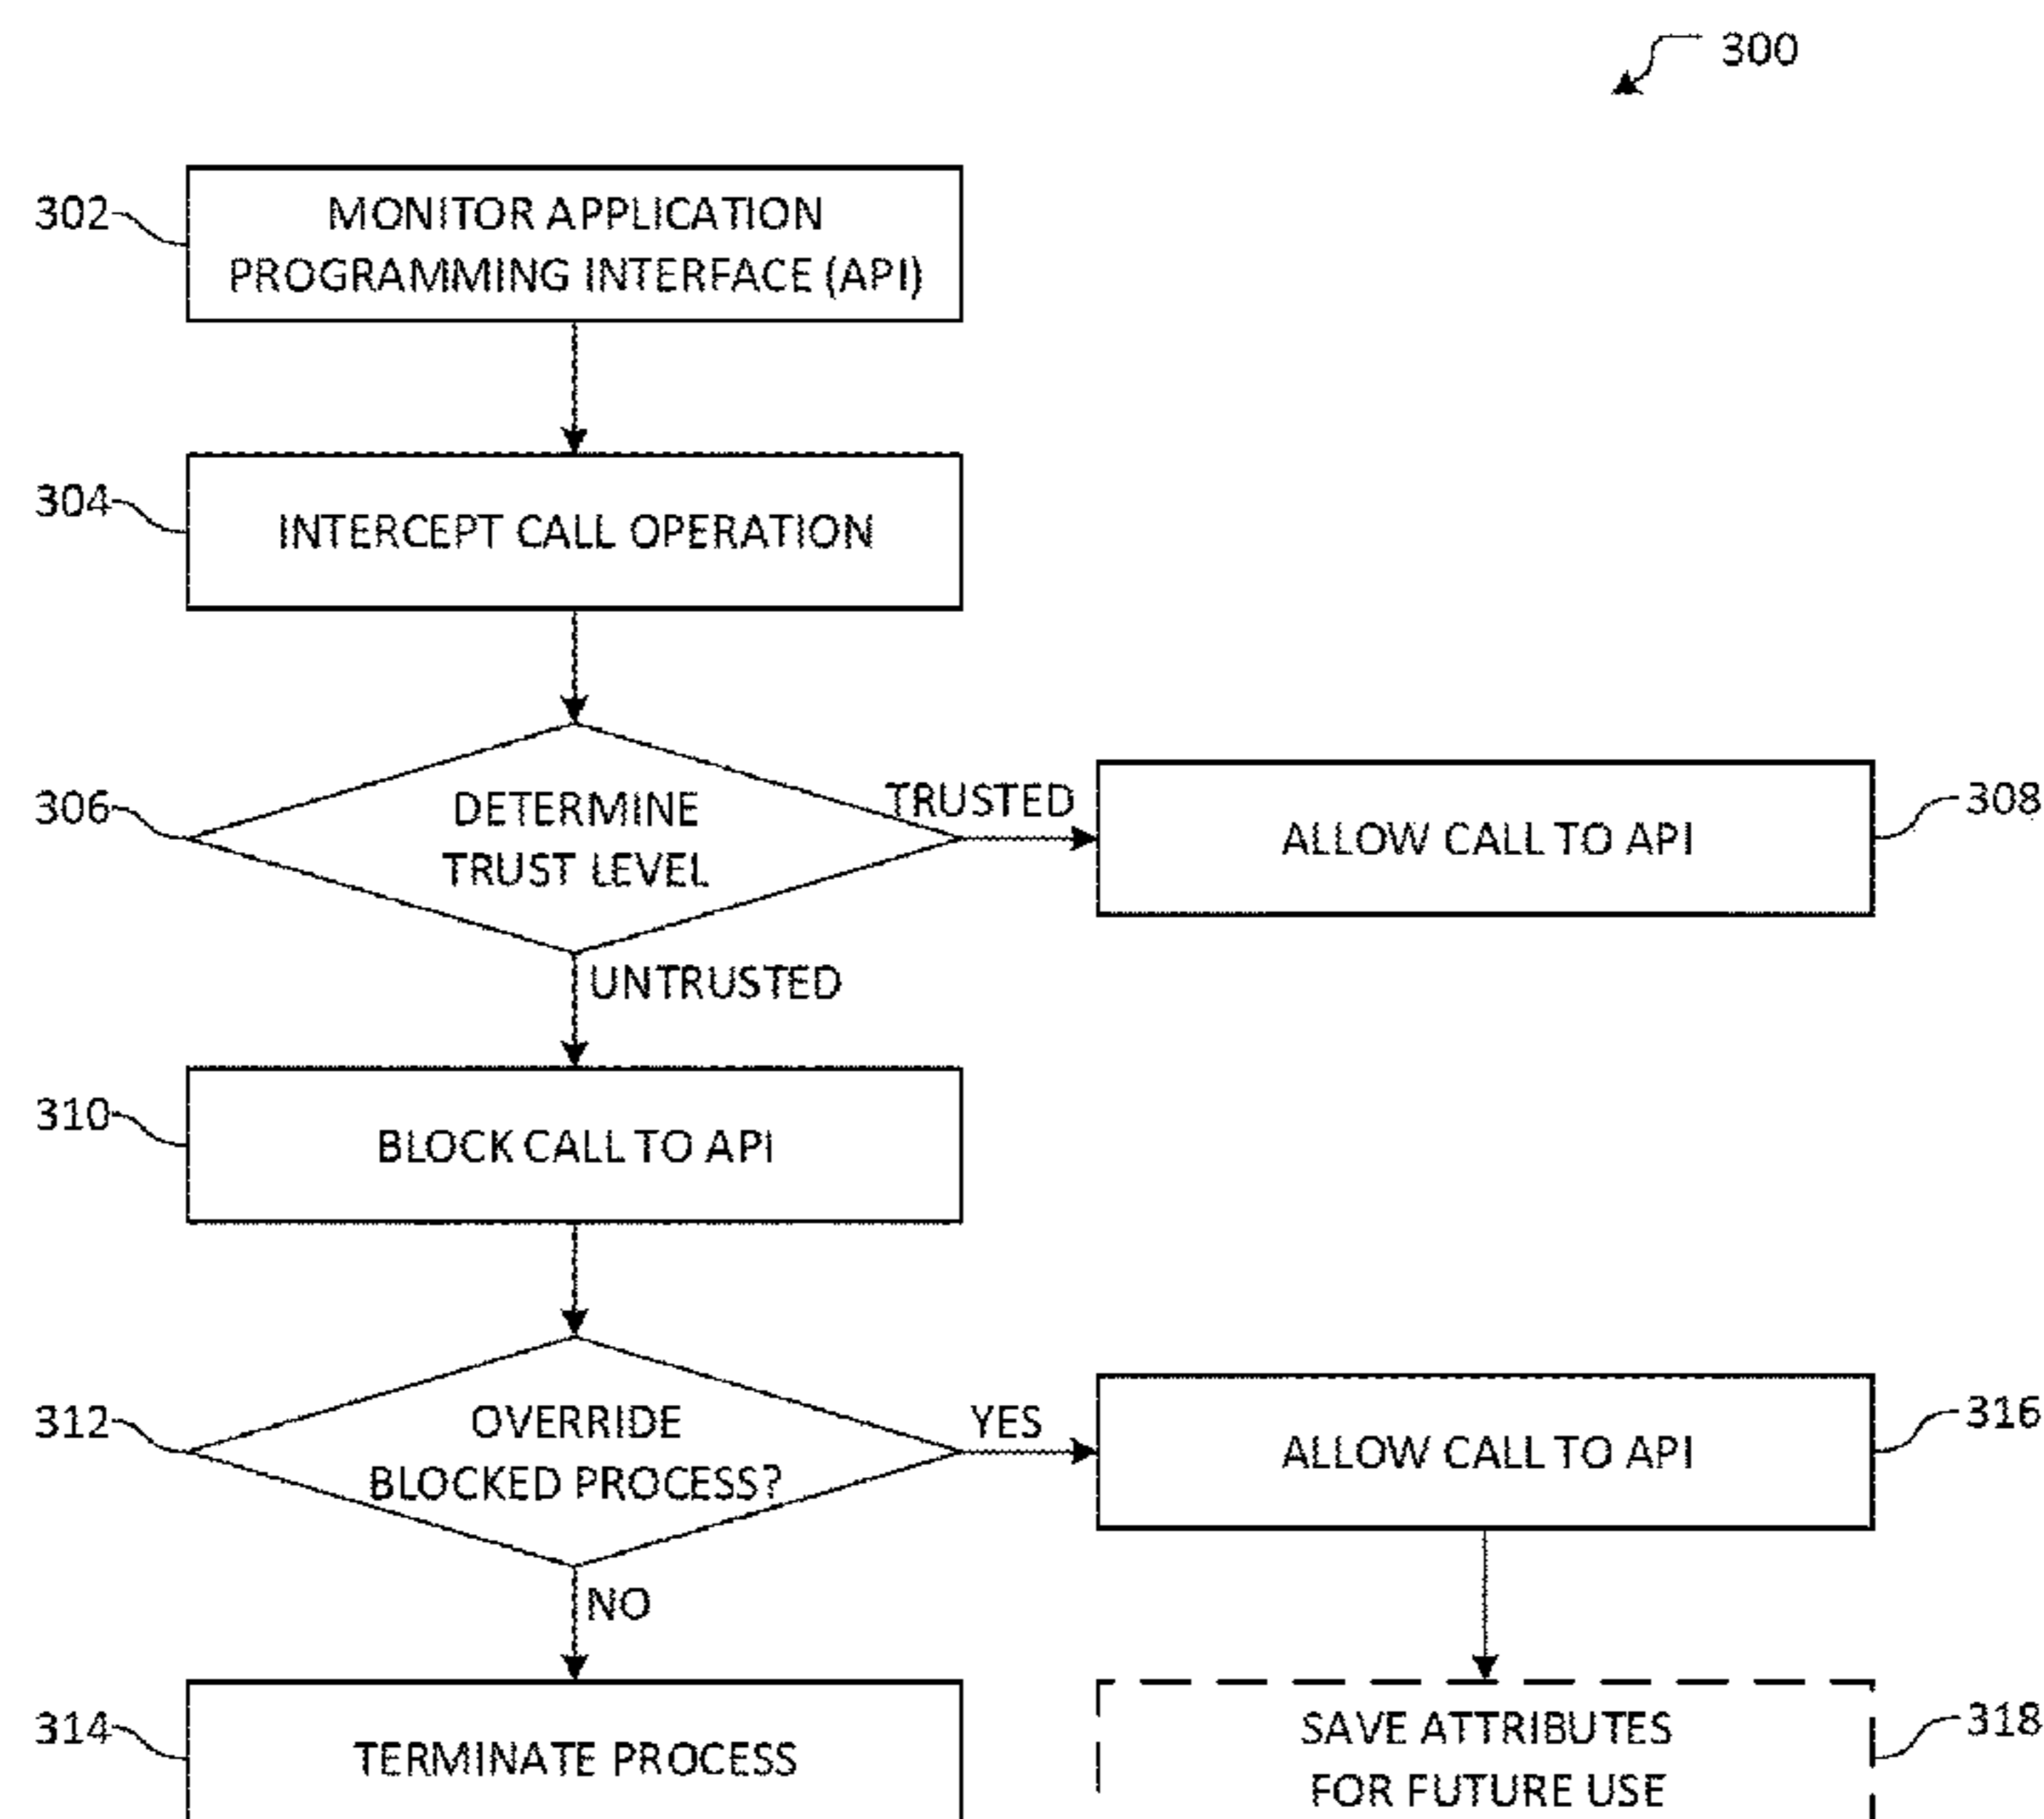 300
302
MONITOR APPLICATION
PROGRAMMING INTERFACE (API)
304
INTERCEPT CALL OPERATION
306
DETERMINE
TRUST LEVEL
TRUSTED
ALLOW CALL TO API
308
UNTRUSTED
310
BLOCK CALL TO API
312
OVERRIDE
BLOCKED PROCESS?
YES
ALLOW CALL TO API
316
NO
314
TERMINATE PROCESS
SAVE ATTRIBUTES
FOR FUTURE USE
318